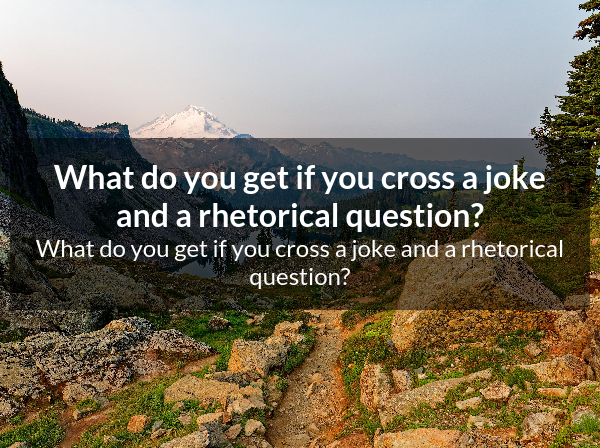 What do you get if you cross a joke
and a rhetorical question?
What do you get if you cross a joke and a rhetorical
question?